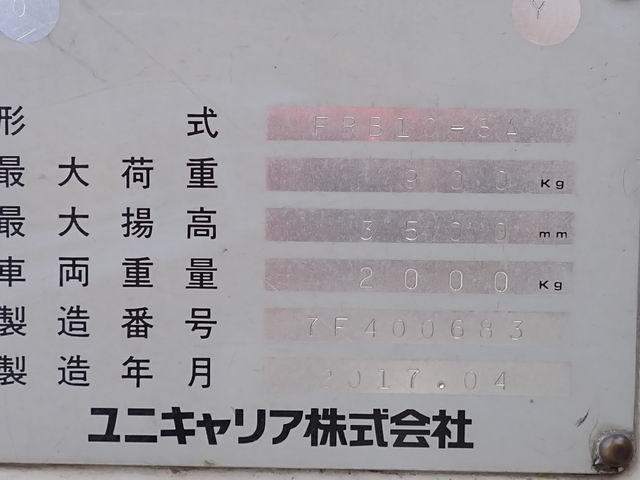 Y
形式 FRB10-8A
最大荷重 900 Kg
最大揚高 3500 mm
車両重量 2000 Kg
製造番号 7F400683
製造年月 2017.04
ユニキャリア株式会社